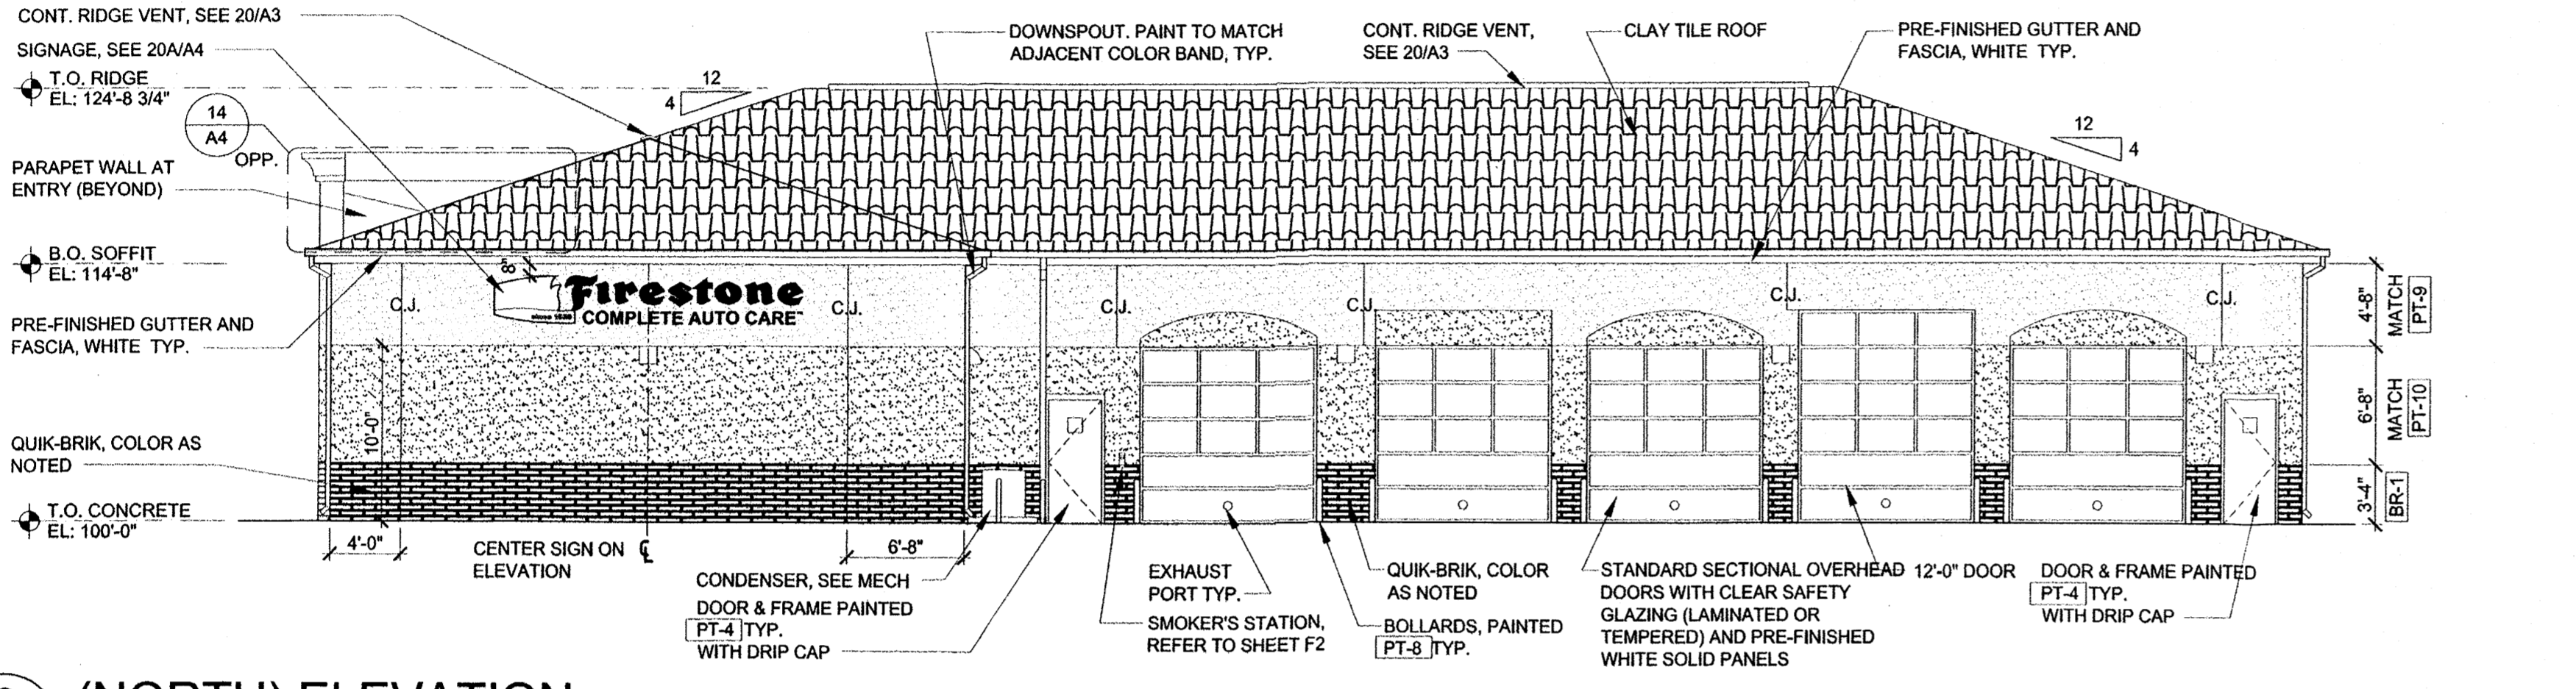 CONT. RIDGE VENT, SEE 20/A3
SIGNAGE, SEE 20A/A4
T.O. RIDGE
EL: 124'-8 3/4"
14
A4
OPP.
PARAPET WALL AT
ENTRY (BEYOND)
B.O. SOFFIT
EL: 114'-8"
PRE-FINISHED GUTTER AND
FASCIA, WHITE TYP.
QUIK-BRIK, COLOR AS
NOTED
T.O. CONCRETE
EL: 100'-0"
12
4
DOWNSPOUT. PAINT TO MATCH
ADJACENT COLOR BAND, TYP.
CONT. RIDGE VENT,
SEE 20/A3
CLAY TILE ROOF
PRE-FINISHED GUTTER AND
FASCIA, WHITE TYP.
12
4
8"
Firestone
since 1926
COMPLETE AUTO CARE™
C.J.
C.J.
C.J.
C.J.
C.J.
C.J.
10'-0"
4'-8"
MATCH
PT-9
6'-8"
MATCH
PT-10
3'-4"
BR-1
4'-0"
CENTER SIGN ON
ELEVATION
6'-8"
CONDENSER, SEE MECH
DOOR & FRAME PAINTED
PT-4 TYP.
WITH DRIP CAP
EXHAUST
PORT TYP.
SMOKER'S STATION,
REFER TO SHEET F2
QUIK-BRIK, COLOR
AS NOTED
BOLLARDS, PAINTED
PT-8 TYP.
STANDARD SECTIONAL OVERHEAD
DOORS WITH CLEAR SAFETY
GLAZING (LAMINATED OR
TEMPERED) AND PRE-FINISHED
WHITE SOLID PANELS
12'-0" DOOR
DOOR & FRAME PAINTED
PT-4 TYP.
WITH DRIP CAP
(NORTH) ELEVATION